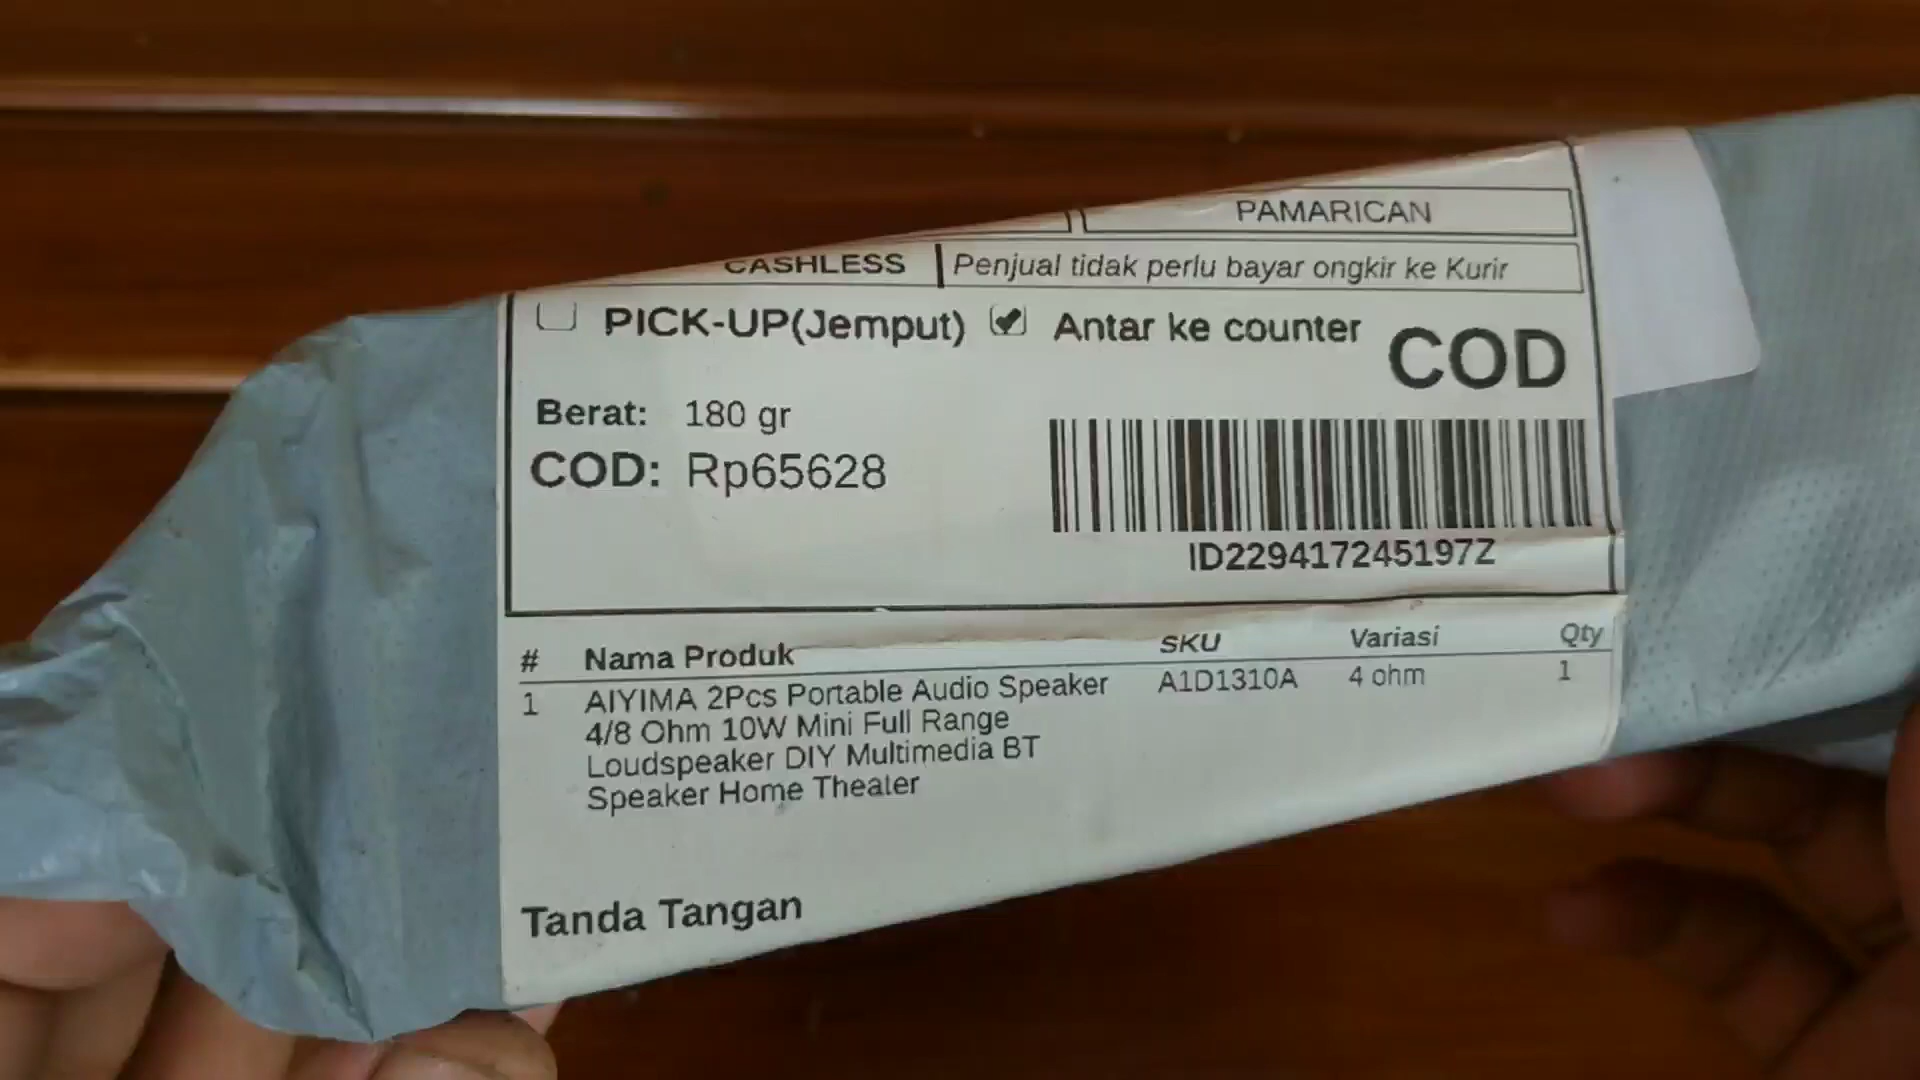 PAMARICAN
CASHLESS Penjual tidak perlu bayar ongkir ke Kurir
PICK-UP(Jemput) Antar ke counter
COD
Berat: 180 gr
COD: Rp65628
ID229417245197Z
# Nama Produk SKU Variasi Qty
1 AIYIMA 2Pcs Portable Audio Speaker A1D1310A 4 ohm 1
4/8 Ohm 10W Mini Full Range
Loudspeaker DIY Multimedia BT
Speaker Home Theater
Tanda Tangan